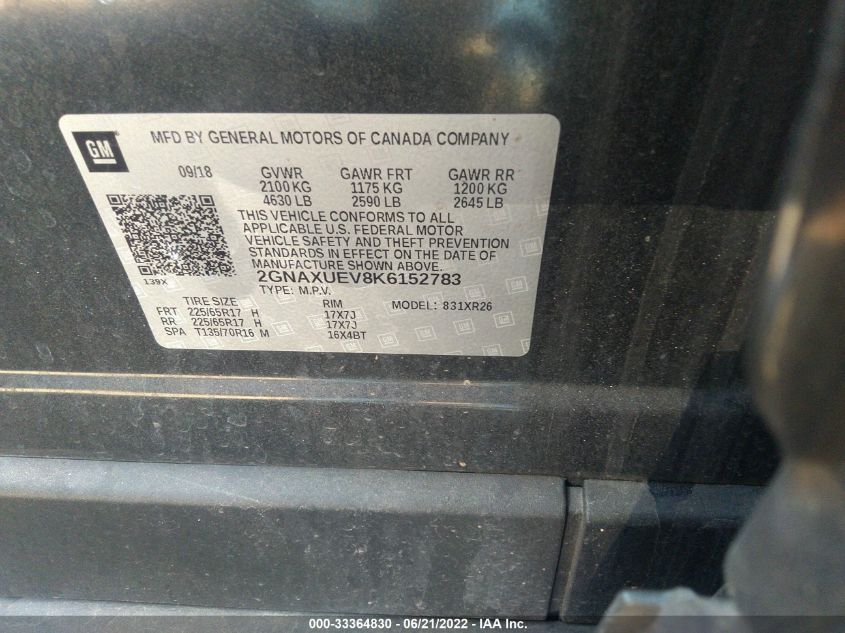 GM
MFD BY GENERAL MOTORS OF CANADA COMPANY
09/18 GVWR GAWR FRT GAWR RR
2100 KG 1175 KG 1200 KG
4630 LB 2590 LB 2645 LB
THIS VEHICLE CONFORMS TO ALL
APPLICABLE U.S. FEDERAL MOTOR
VEHICLE SAFETY AND THEFT PREVENTION
STANDARDS IN EFFECT ON THE DATE OF
MANUFACTURE SHOWN ABOVE.
139X 2GNAXUEV8K6152783
TYPE: M.P.V.
TIRE SIZE RIM MODEL: 831XR26
FRT 225/65R17 H 17X7J
RR 225/65R17 H 17X7J
SPA T135/70R16 M 16X4BT
000-33364830 - 06/21/2022 - IAA Inc.